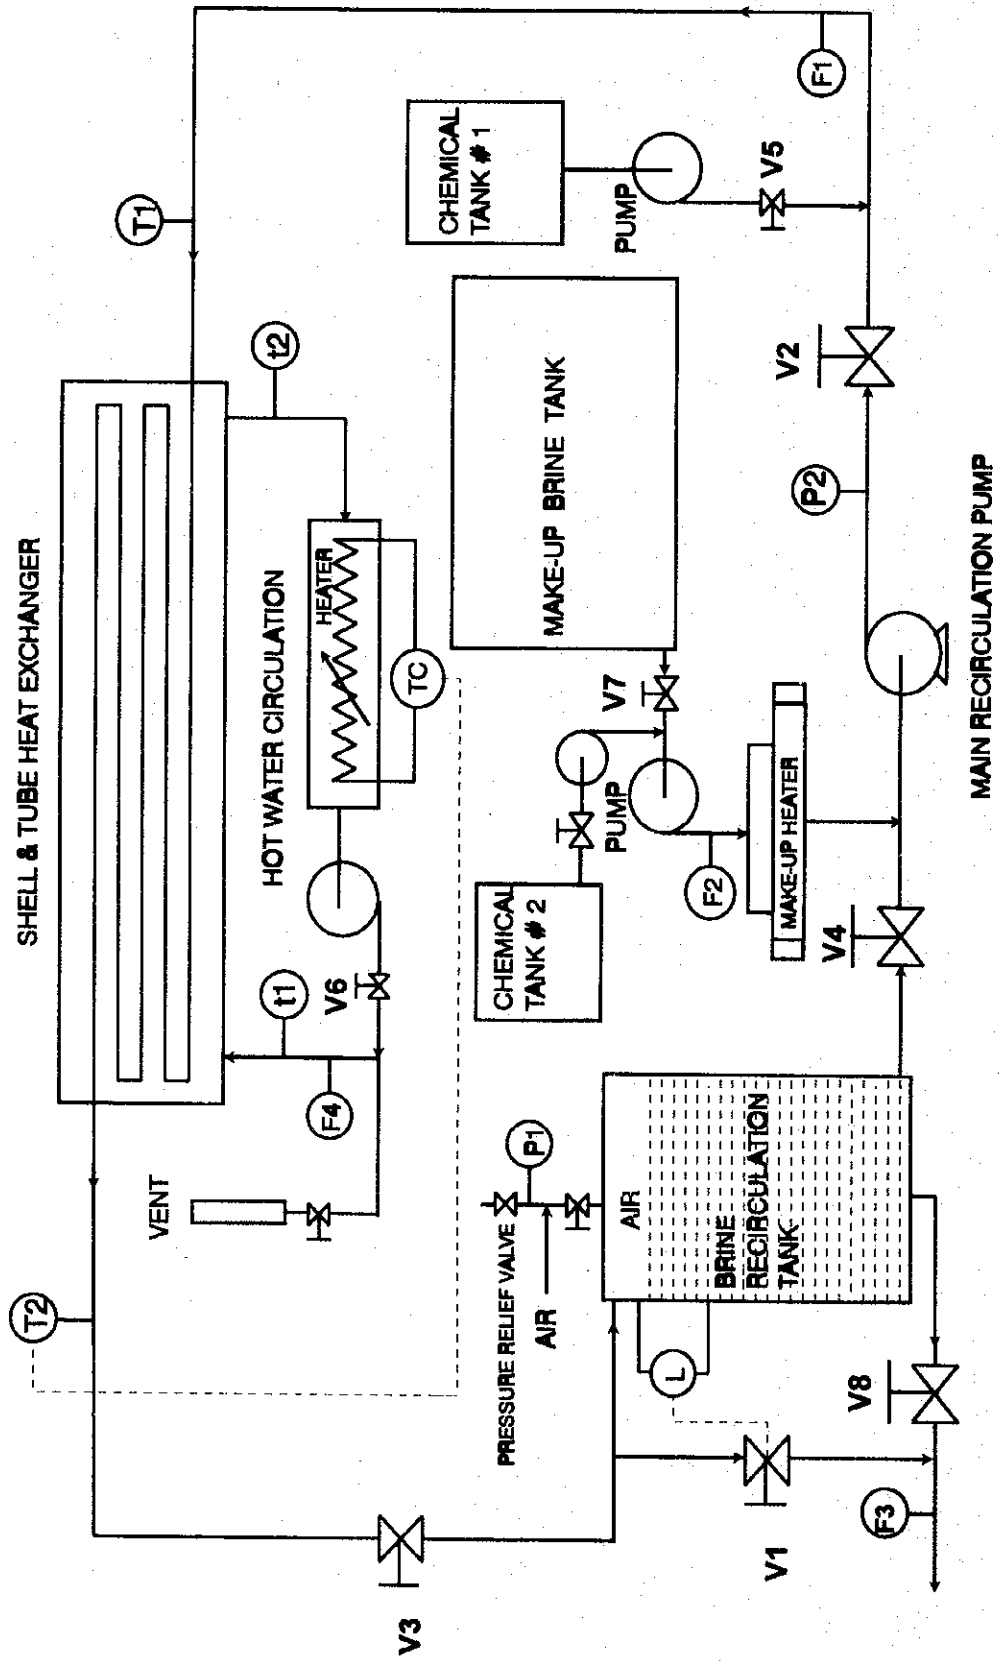 SHELL & TUBE HEAT EXCHANGER
T2
T1
VENT
F4
t1
t2
HOT WATER CIRCULATION
HEATER
TC
V6
V3
PRESSURE RELIEF VALVE
AIR
P1
CHEMICAL
TANK # 2
PUMP
V7
MAKE-UP BRINE TANK
CHEMICAL
TANK # 1
PUMP
V5
L
AIR
BRINE
RECIRCULATION
TANK
F2
MAKE-UP HEATER
V1
V8
F3
V4
P2
V2
F1
MAIN RECIRCULATION PUMP